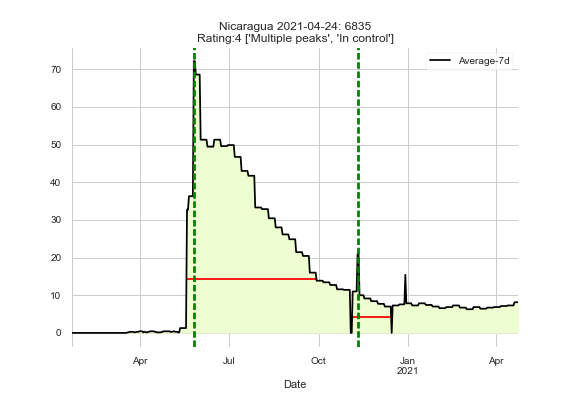 Nicaragua 2021-04-24: 6835
Rating:4 ['Multiple peaks', 'In control']
Average-7d
70
60
50
40
30
20
10
0
Apr
Jul
Oct
Jan
2021
Apr
Date